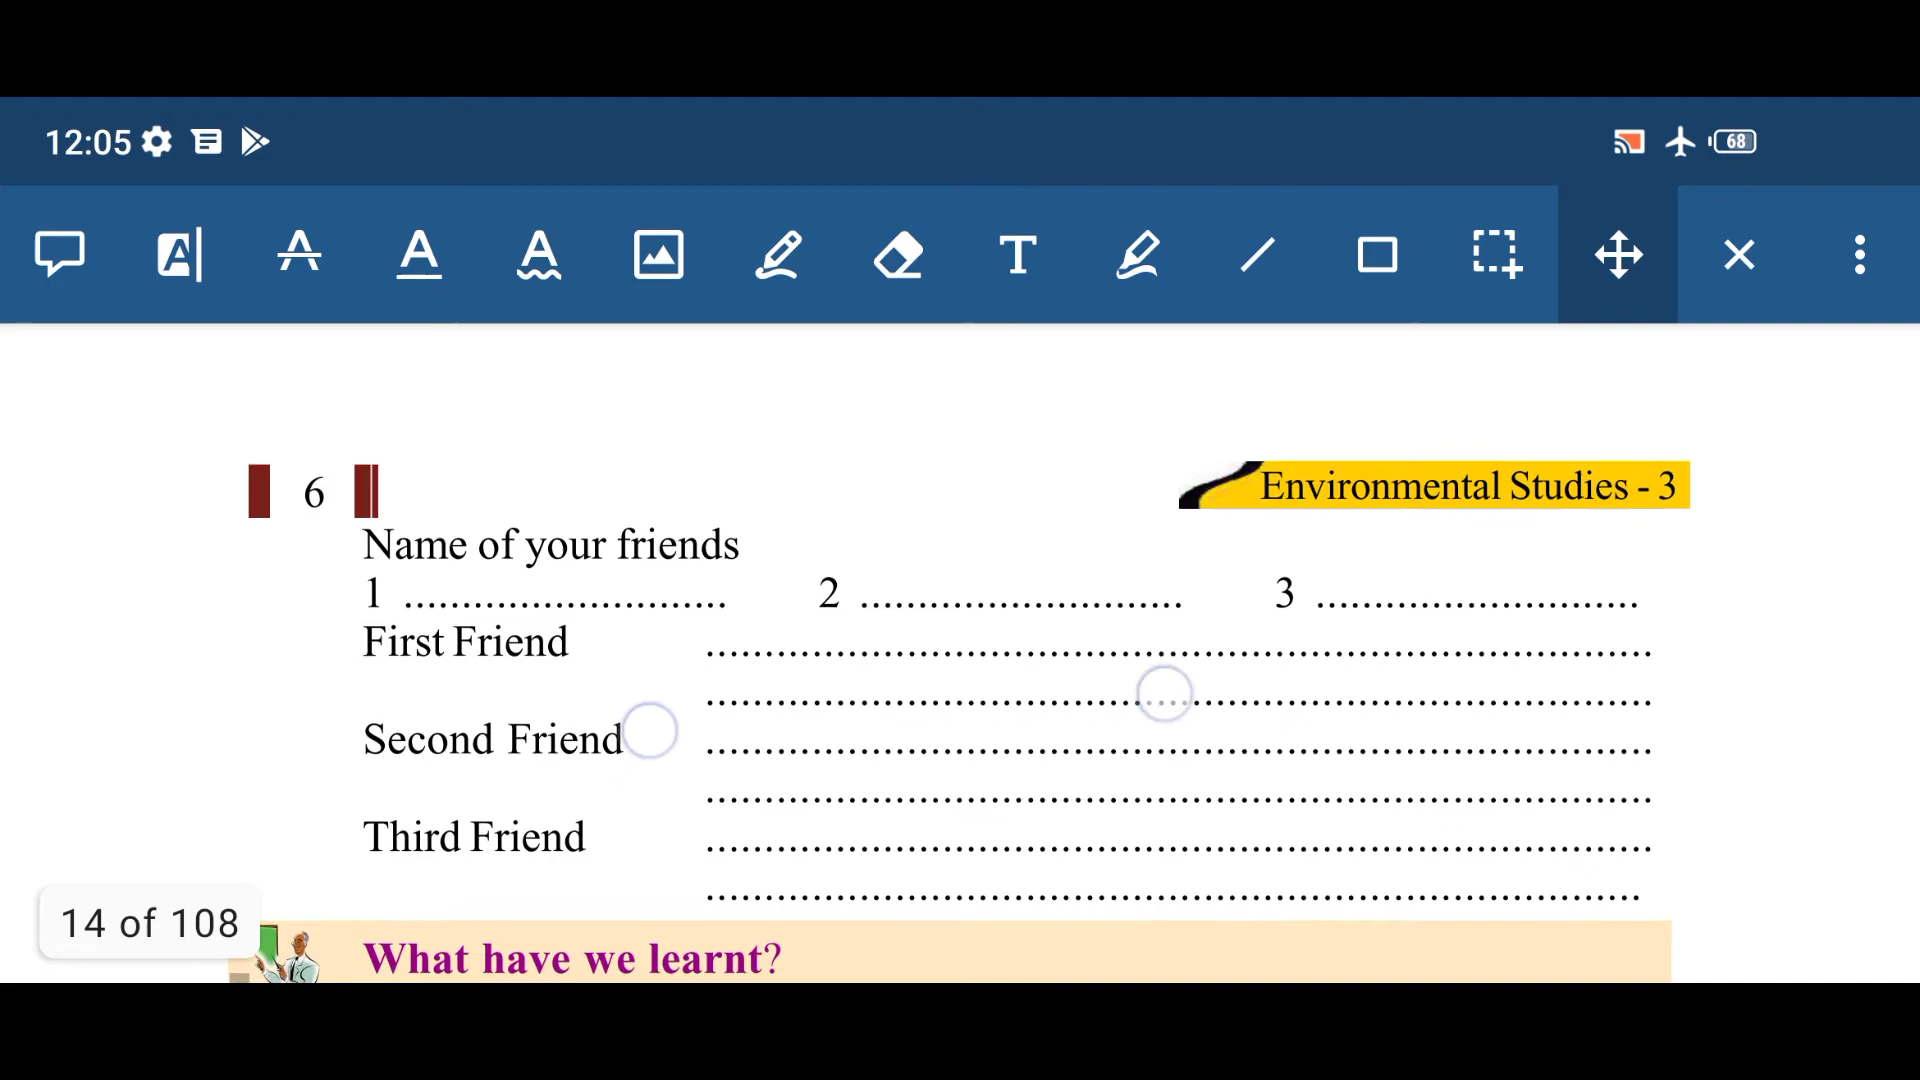 12:05
68
6
Environmental Studies - 3
Name of your friends
1 ............................ 2 ............................ 3 ............................
First Friend ................................................................................
................................................................................
Second Friend ................................................................................
................................................................................
Third Friend ................................................................................
...............................................................................
14 of 108
What have we learnt?